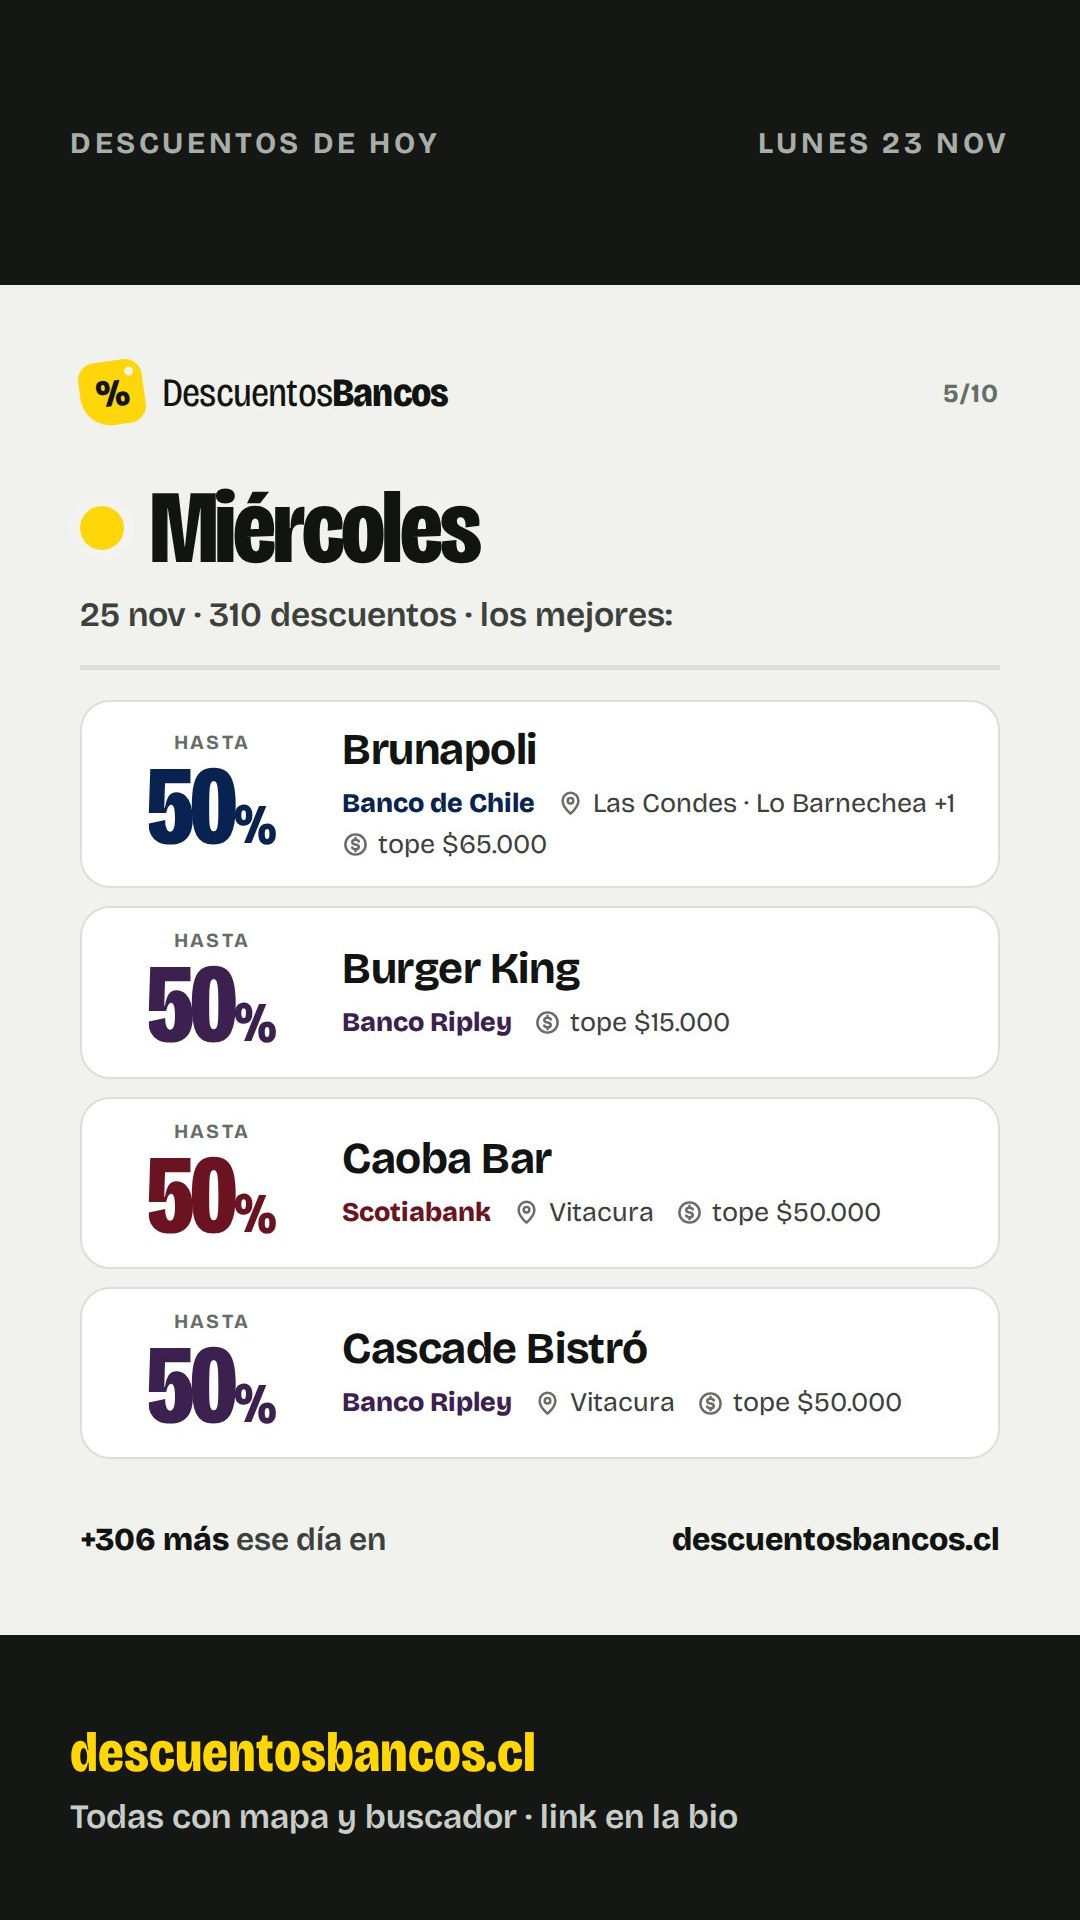 DESCUENTOS DE HOY
LUNES 23 NOV
% DescuentosBancos
5/10
Miércoles
25 nov · 310 descuentos · los mejores:
HASTA
50%
Brunapoli
Banco de Chile Las Condes · Lo Barnechea +1
$ tope $65.000
HASTA
50%
Burger King
Banco Ripley $ tope $15.000
HASTA
50%
Caoba Bar
Scotiabank Vitacura $ tope $50.000
HASTA
50%
Cascade Bistró
Banco Ripley Vitacura $ tope $50.000
+306 más ese día en
descuentosbancos.cl
descuentosbancos.cl
Todas con mapa y buscador · link en la bio